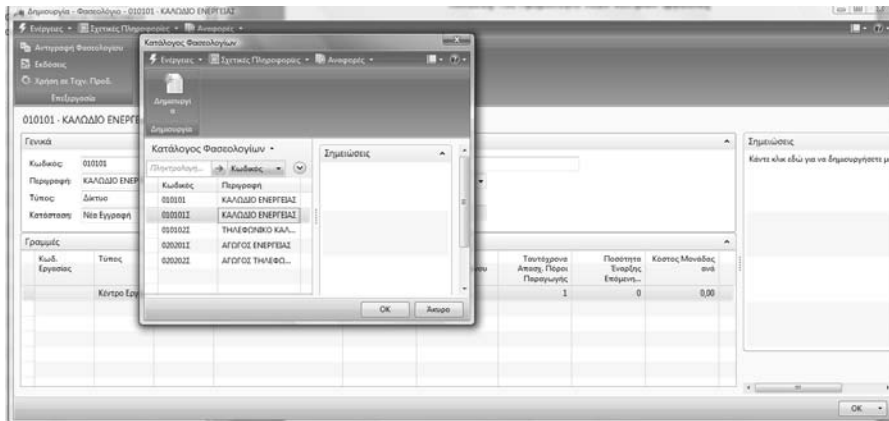 Δημιουργία - Φασεολόγιο - 010101 - ΚΑΛΩΔΙΟ ΕΝΕΡΓΕΙΑΣ
Ενέργειες Σχετικές Πληροφορίες Αναφορές
Αντιγραφή Φασεολογίου
Εκδόσεις
Χρήση σε Τεχν. Προδ.
Επεξεργασία
010101 - ΚΑΛΩΔΙΟ ΕΝΕΡΓΕ
Γενικά
Κωδικός: 010101
Περιγραφή: ΚΑΛΩΔΙΟ ΕΝΕΡ
Τύπος: Δίκτυο
Κατάσταση: Νέα Εγγραφή
Γραμμές
Κωδ. Εργασίας
Τύπος
Ταυτόχρονα Απασχ. Πόροι Παραγωγής
Ποσότητα Έναρξης Επόμενη...
Κόστος Μονάδας ανά
Κέντρο Εργ
1 0 0,00
Κατάλογος Φασεολογίων
Ενέργειες Σχετικές Πληροφορίες Αναφορές
Δημιουργία
Δημιουργία
Κατάλογος Φασεολογίων
Πληκτρολογη... Κωδικός
Κωδικός Περιγραφή
010101 ΚΑΛΩΔΙΟ ΕΝΕΡΓΕΙΑΣ
010101Σ ΚΑΛΩΔΙΟ ΕΝΕΡΓΕΙΑΣ
010102Σ ΤΗΛΕΦΩΝΙΚΟ ΚΑΛ...
020201Σ ΑΓΩΓΟΣ ΕΝΕΡΓΕΙΑΣ
020202Σ ΑΓΩΓΟΣ ΤΗΛΕΦΩ...
Σημειώσεις
OK Άκυρο
Σημειώσεις
Κάντε κλικ εδώ για να δημιουργήσετε μ
OK